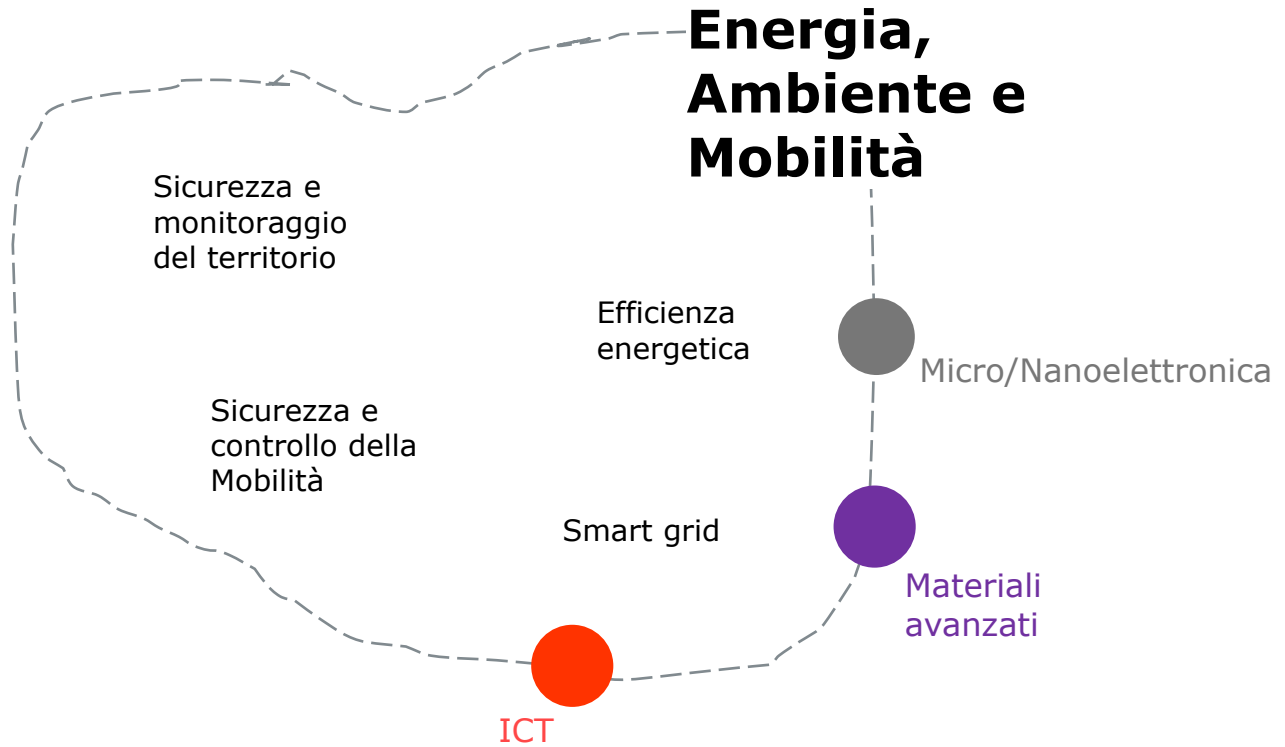 Energia,
Ambiente e
Mobilità
Sicurezza e
monitoraggio
del territorio
Efficienza
energetica
Micro/Nanoelettronica
Sicurezza e
controllo della
Mobilità
Smart grid
Materiali
avanzati
ICT